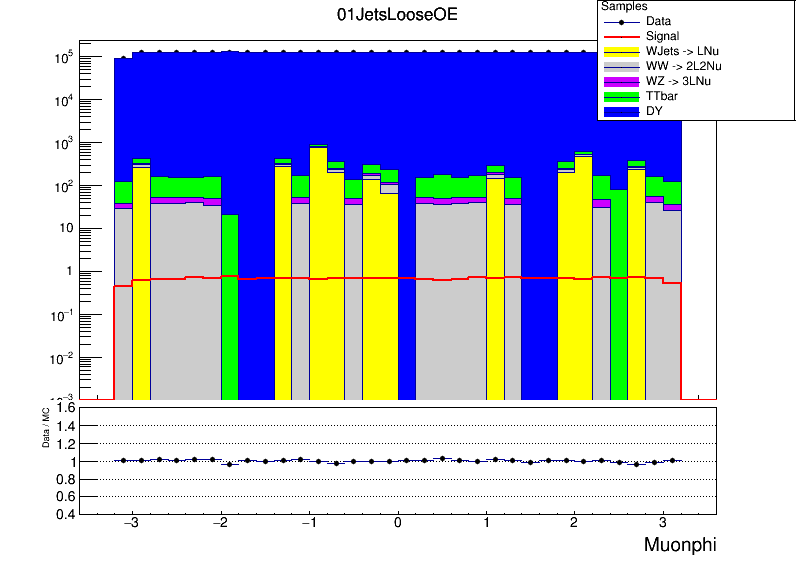 01JetsLooseOE
Samples
Data
Signal
WJets -> LNu
WW -> 2L2Nu
WZ -> 3LNu
TTbar
DY
10^5
10^4
10^3
10^2
10
1
10^−1
10^−2
10^−3
Data / MC
1.6
1.4
1.2
1
0.8
0.6
0.4
−3 −2 −1 0 1 2 3
Muonphi